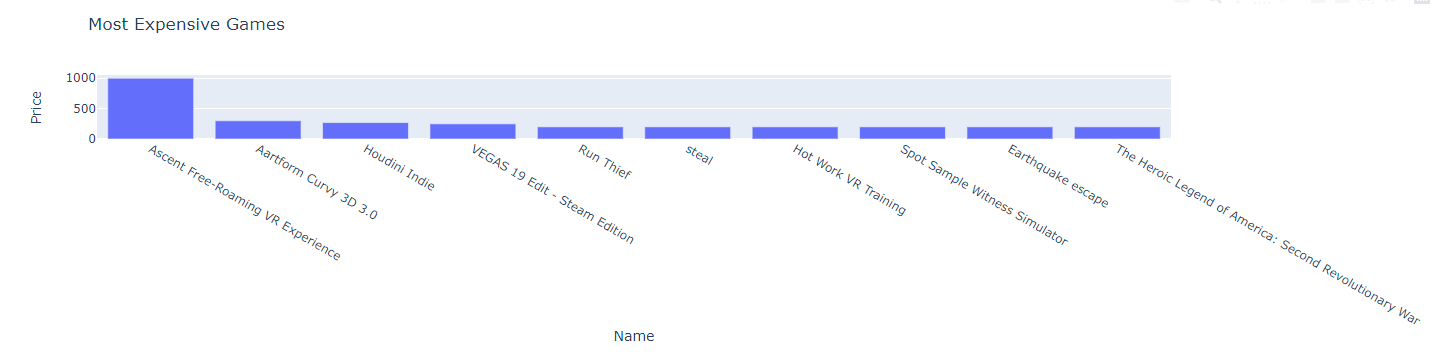 Most Expensive Games
Price
1000
500
0
Ascent Free-Roaming VR Experience
Aartform Curvy 3D 3.0
Houdini Indie
VEGAS 19 Edit - Steam Edition
Run Thief
steal
Hot Work VR Training
Spot Sample Witness Simulator
Earthquake escape
The Heroic Legend of America: Second Revolutionary War
Name